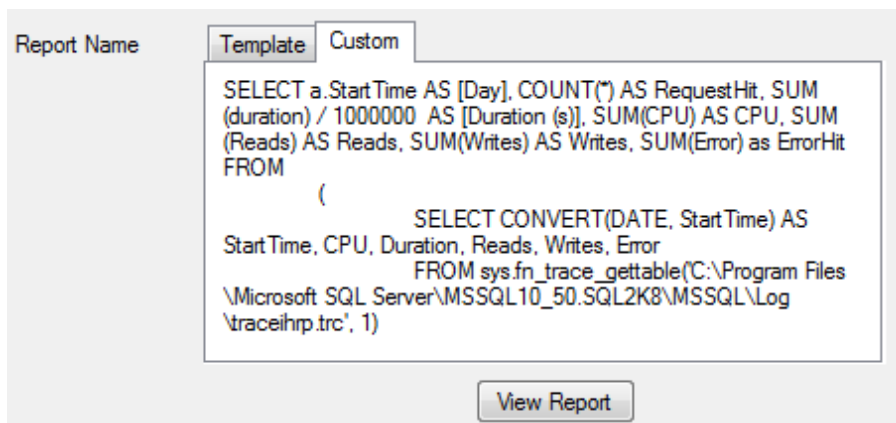 Report Name
Template Custom
SELECT a.StartTime AS [Day], COUNT(*) AS RequestHit, SUM
(duration) / 1000000  AS [Duration (s)], SUM(CPU) AS CPU, SUM
(Reads) AS Reads, SUM(Writes) AS Writes, SUM(Error) as ErrorHit
FROM
(
SELECT CONVERT(DATE, StartTime) AS
StartTime, CPU, Duration, Reads, Writes, Error
FROM sys.fn_trace_gettable('C:\Program Files
\Microsoft SQL Server\MSSQL10_50.SQL2K8\MSSQL\Log
\traceihrp.trc', 1)
View Report